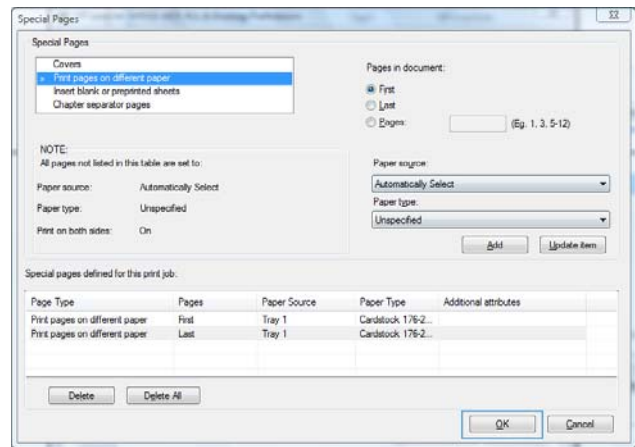 Special Pages
Special Pages
Covers
Print pages on different paper
Insert blank or preprinted sheets
Chapter separator pages
Pages in document:
First
Last
Pages: (Eg. 1, 3, 5-12)
NOTE:
All pages not listed in this table are set to:
Paper source: Automatically Select
Paper type: Unspecified
Print on both sides: On
Paper source:
Automatically Select
Paper type:
Unspecified
Add Update item
Special pages defined for this print job:
Page Type Pages Paper Source Paper Type Additional attributes
Print pages on different paper First Tray 1 Cardstock 176-2...
Print pages on different paper Last Tray 1 Cardstock 176-2...
Delete Delete All
OK Cancel